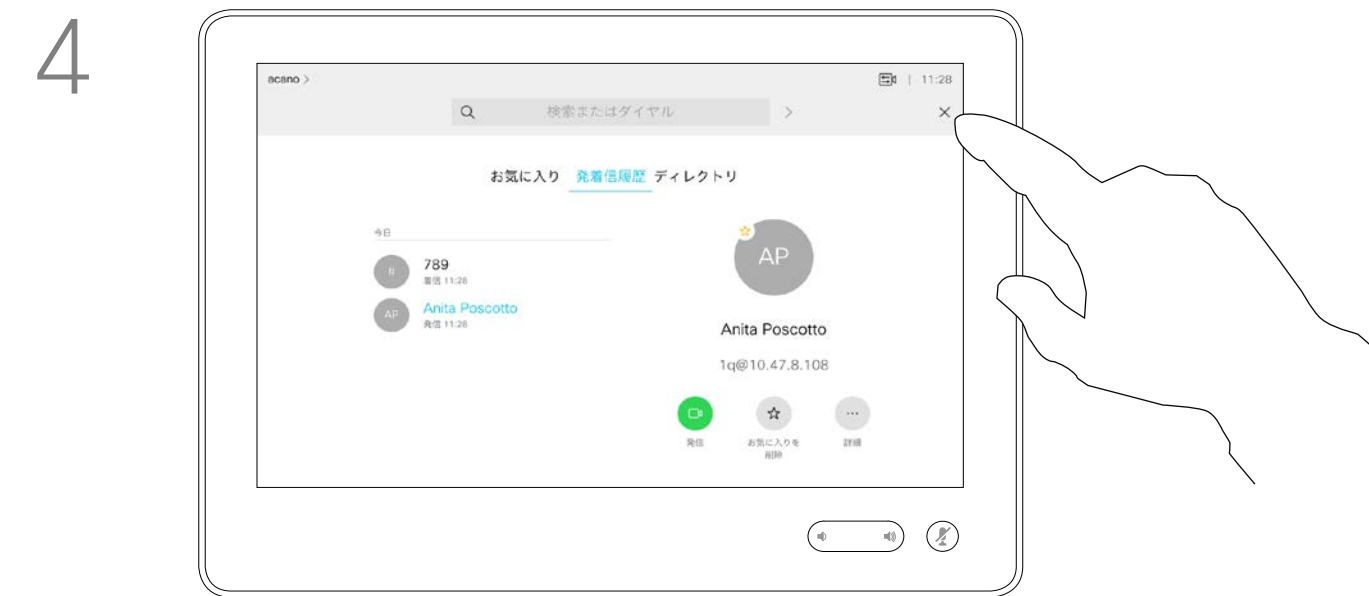 4
acano >
11:28
検索またはダイヤル
お気に入り 発着信履歴 ディレクトリ
今日
789
着信 11:28
AP
Anita Poscotto
発信 11:28
AP
Anita Poscotto
1q@10.47.8.108
発信
お気に入りを
削除
詳細